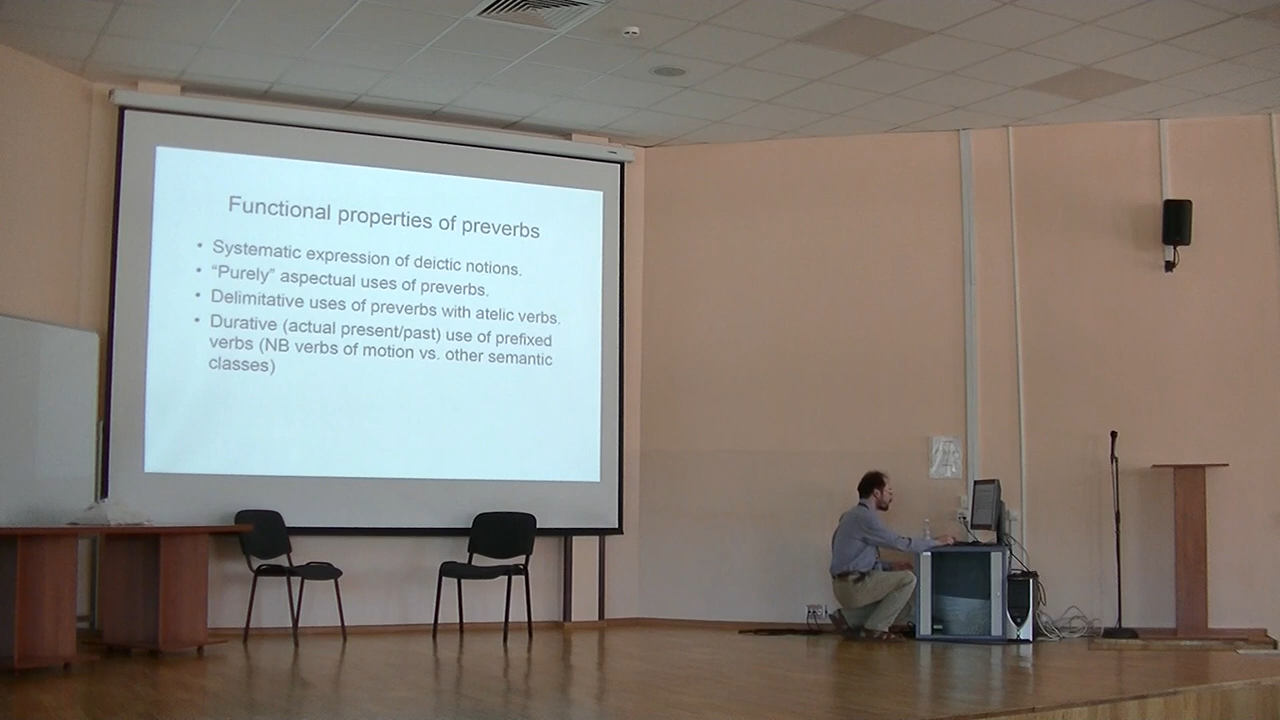 Functional properties of preverbs
• Systematic expression of deictic notions.
• “Purely” aspectual uses of preverbs.
• Delimitative uses of preverbs with atelic verbs.
• Durative (actual present/past) use of prefixed
verbs (NB verbs of motion vs. other semantic
classes)